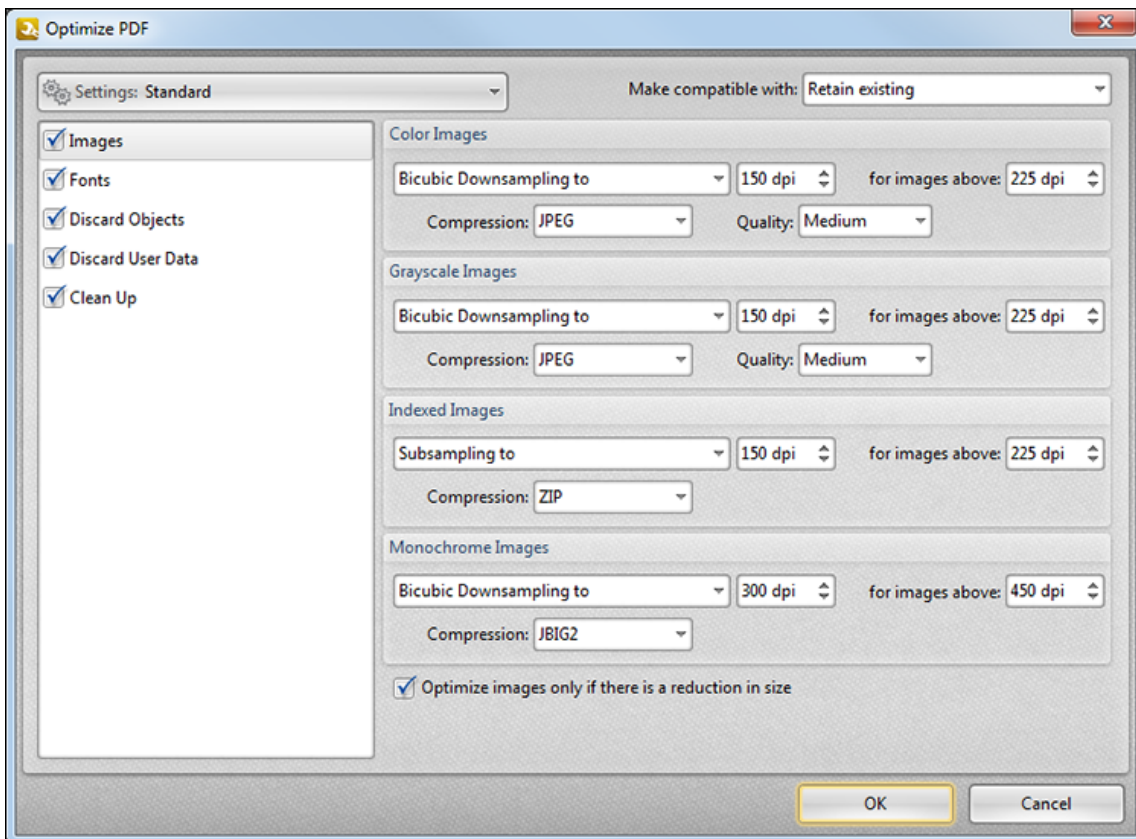 Optimize PDF
Settings: Standard
Make compatible with: Retain existing
Images
Fonts
Discard Objects
Discard User Data
Clean Up
Color Images
Bicubic Downsampling to 150 dpi for images above: 225 dpi
Compression: JPEG Quality: Medium
Grayscale Images
Bicubic Downsampling to 150 dpi for images above: 225 dpi
Compression: JPEG Quality: Medium
Indexed Images
Subsampling to 150 dpi for images above: 225 dpi
Compression: ZIP
Monochrome Images
Bicubic Downsampling to 300 dpi for images above: 450 dpi
Compression: JBIG2
Optimize images only if there is a reduction in size
OK Cancel